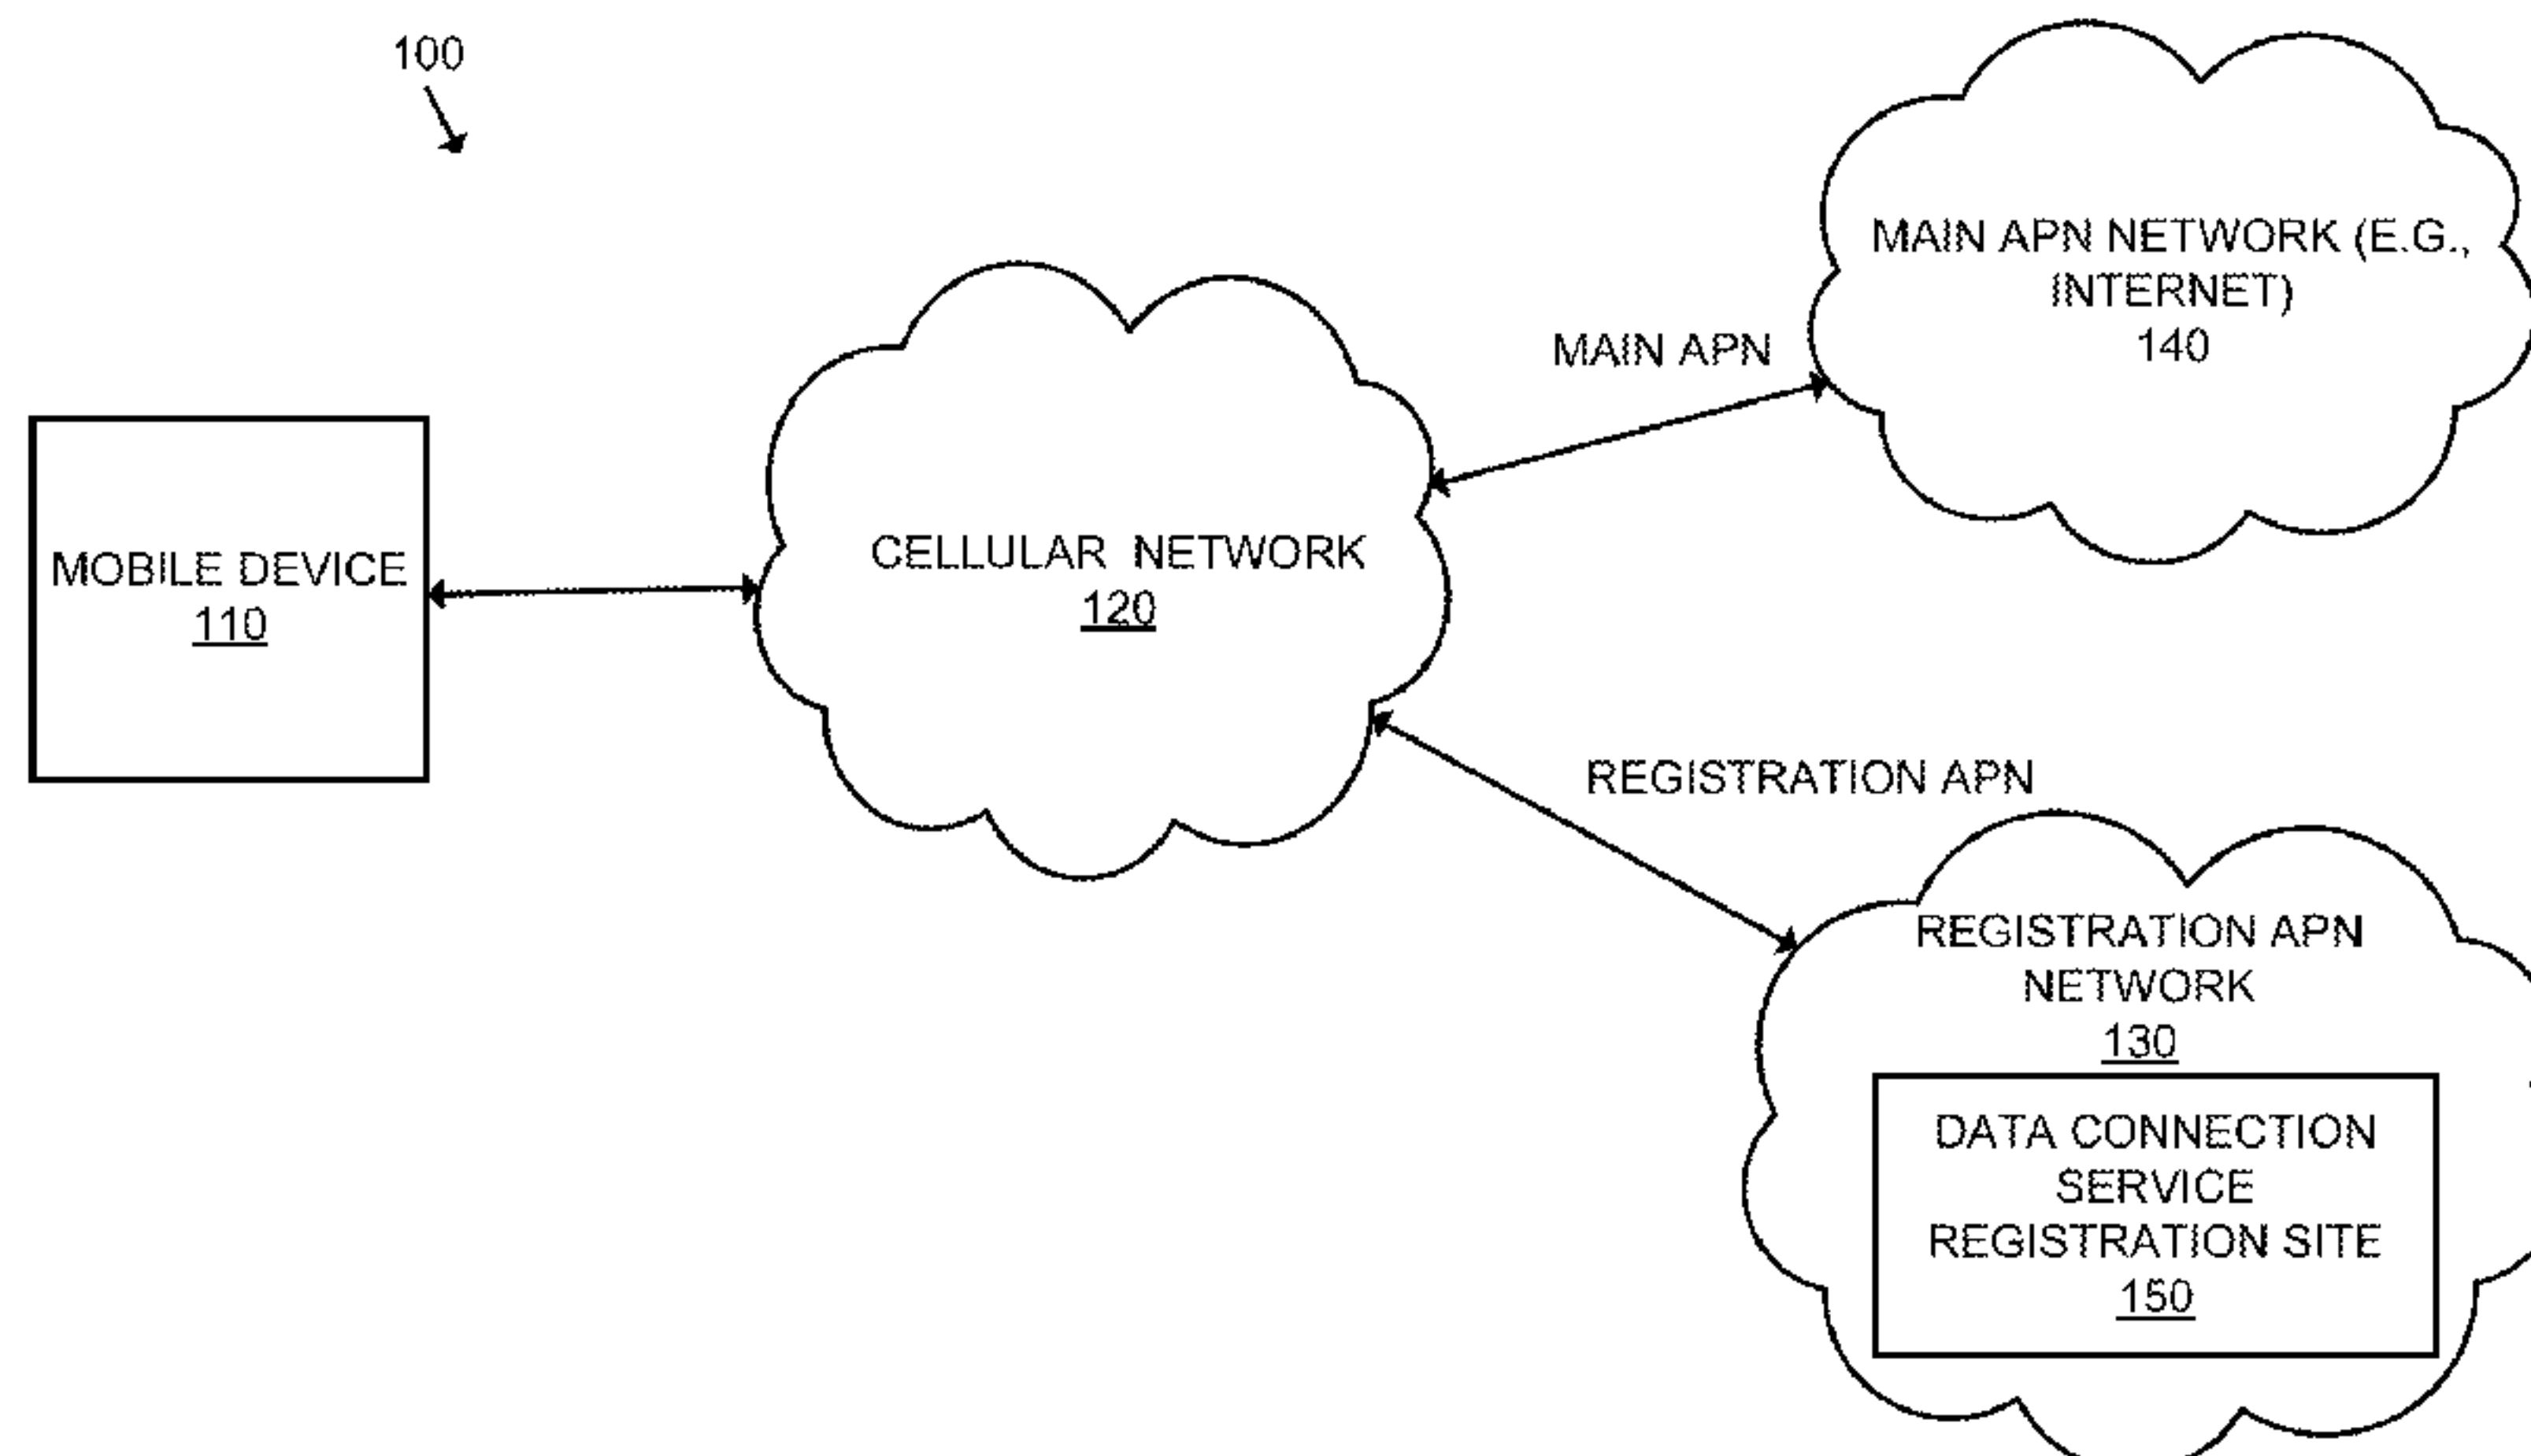 100
MAIN APN NETWORK (E.G.,
INTERNET)
140
MAIN APN
CELLULAR NETWORK
120
MOBILE DEVICE
110
REGISTRATION APN
REGISTRATION APN
NETWORK
130
DATA CONNECTION
SERVICE
REGISTRATION SITE
150